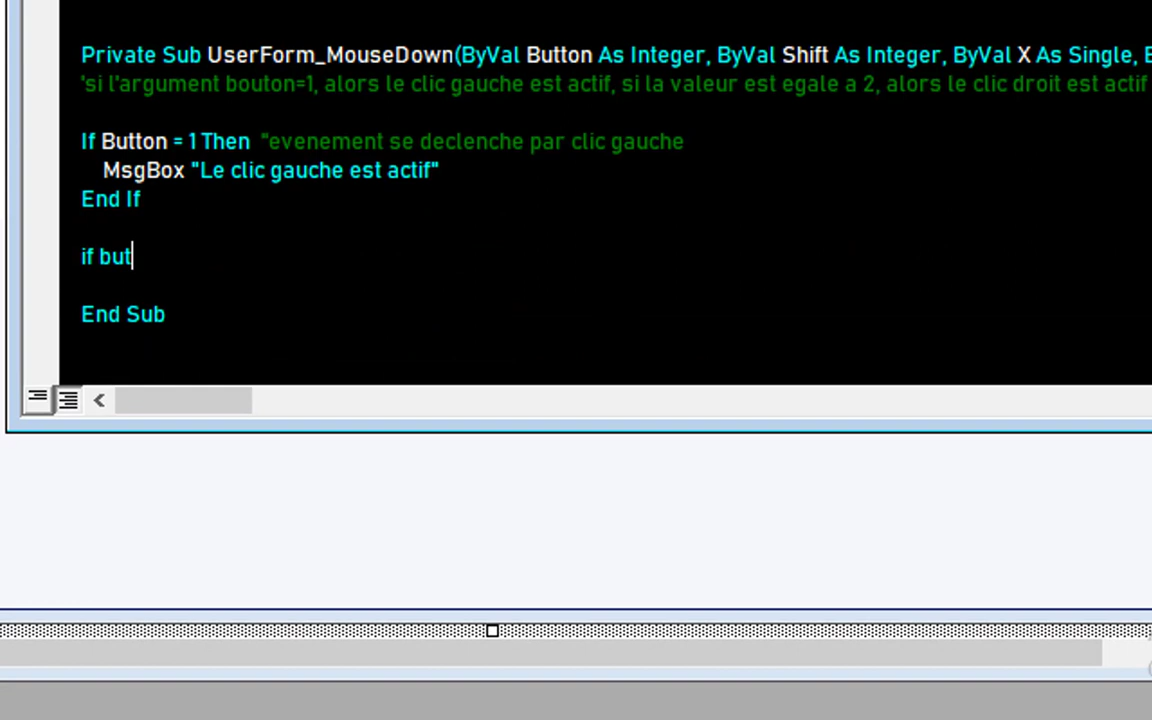 Private Sub UserForm_MouseDown(ByVal Button As Integer, ByVal Shift As Integer, ByVal X As Single, 
'si l'argument bouton=1, alors le clic gauche est actif, si la valeur est egale a 2, alors le clic droit est actif
If Button = 1 Then "evenement se declenche par clic gauche
MsgBox "Le clic gauche est actif"
End If
if but
End Sub